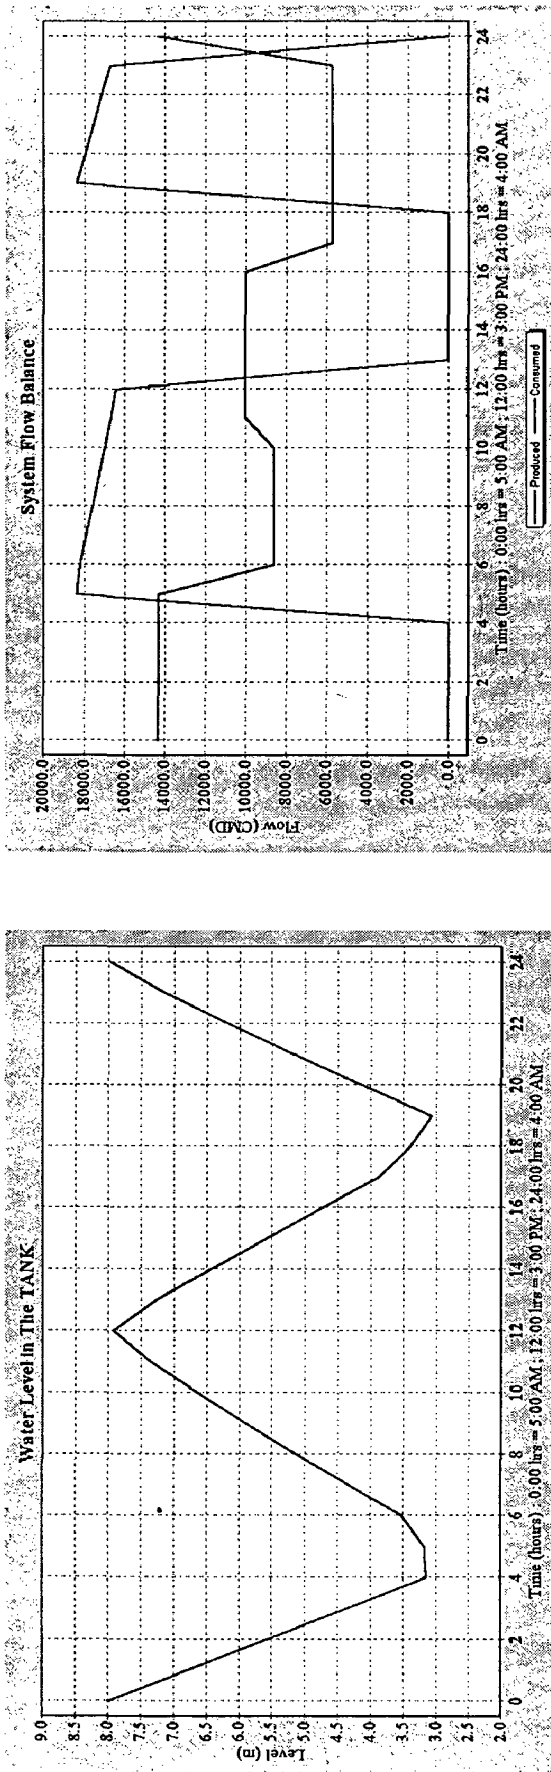 Water Level in The TANK
9.0
8.5
8.0
7.5
7.0
6.5
6.0
5.5
5.0
4.5
4.0
3.5
3.0
2.5
2.0
Level (m)
0 2 4 6 8 10 12 14 16 18 20 22 24
Time (hours) : 0:00 hrs = 5:00 AM ; 12:00 hrs = 3:00 PM ; 24:00 hrs = 4:00 AM
System Flow Balance
20000.0
18000.0
16000.0
14000.0
12000.0
10000.0
8000.0
6000.0
4000.0
2000.0
0.0
Flow (CMD)
0 2 4 6 8 10 12 14 16 18 20 22 24
Time (hours) : 0:00 hrs = 5:00 AM ; 12:00 hrs = 3:00 PM ; 24:00 hrs = 4:00 AM
Produced Consumed